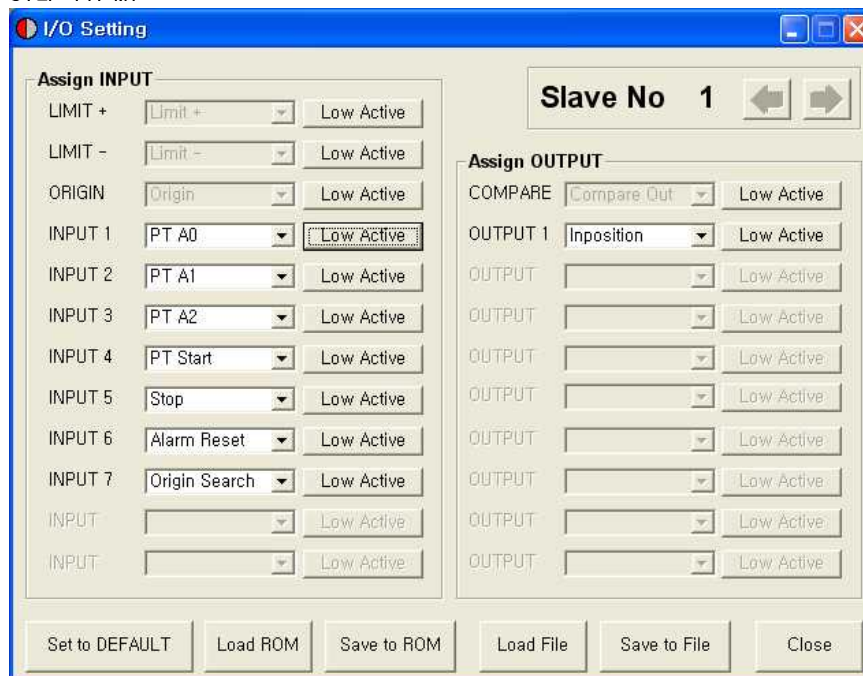 I/O Setting
Assign INPUT
LIMIT + Limit + Low Active
LIMIT - Limit - Low Active
ORIGIN Origin Low Active
INPUT 1 PT A0 Low Active
INPUT 2 PT A1 Low Active
INPUT 3 PT A2 Low Active
INPUT 4 PT Start Low Active
INPUT 5 Stop Low Active
INPUT 6 Alarm Reset Low Active
INPUT 7 Origin Search Low Active
INPUT Low Active
INPUT Low Active
Slave No 1
Assign OUTPUT
COMPARE Compare Out Low Active
OUTPUT 1 Inposition Low Active
OUTPUT Low Active
OUTPUT Low Active
OUTPUT Low Active
OUTPUT Low Active
OUTPUT Low Active
OUTPUT Low Active
OUTPUT Low Active
OUTPUT Low Active
Set to DEFAULT Load ROM Save to ROM Load File Save to File Close